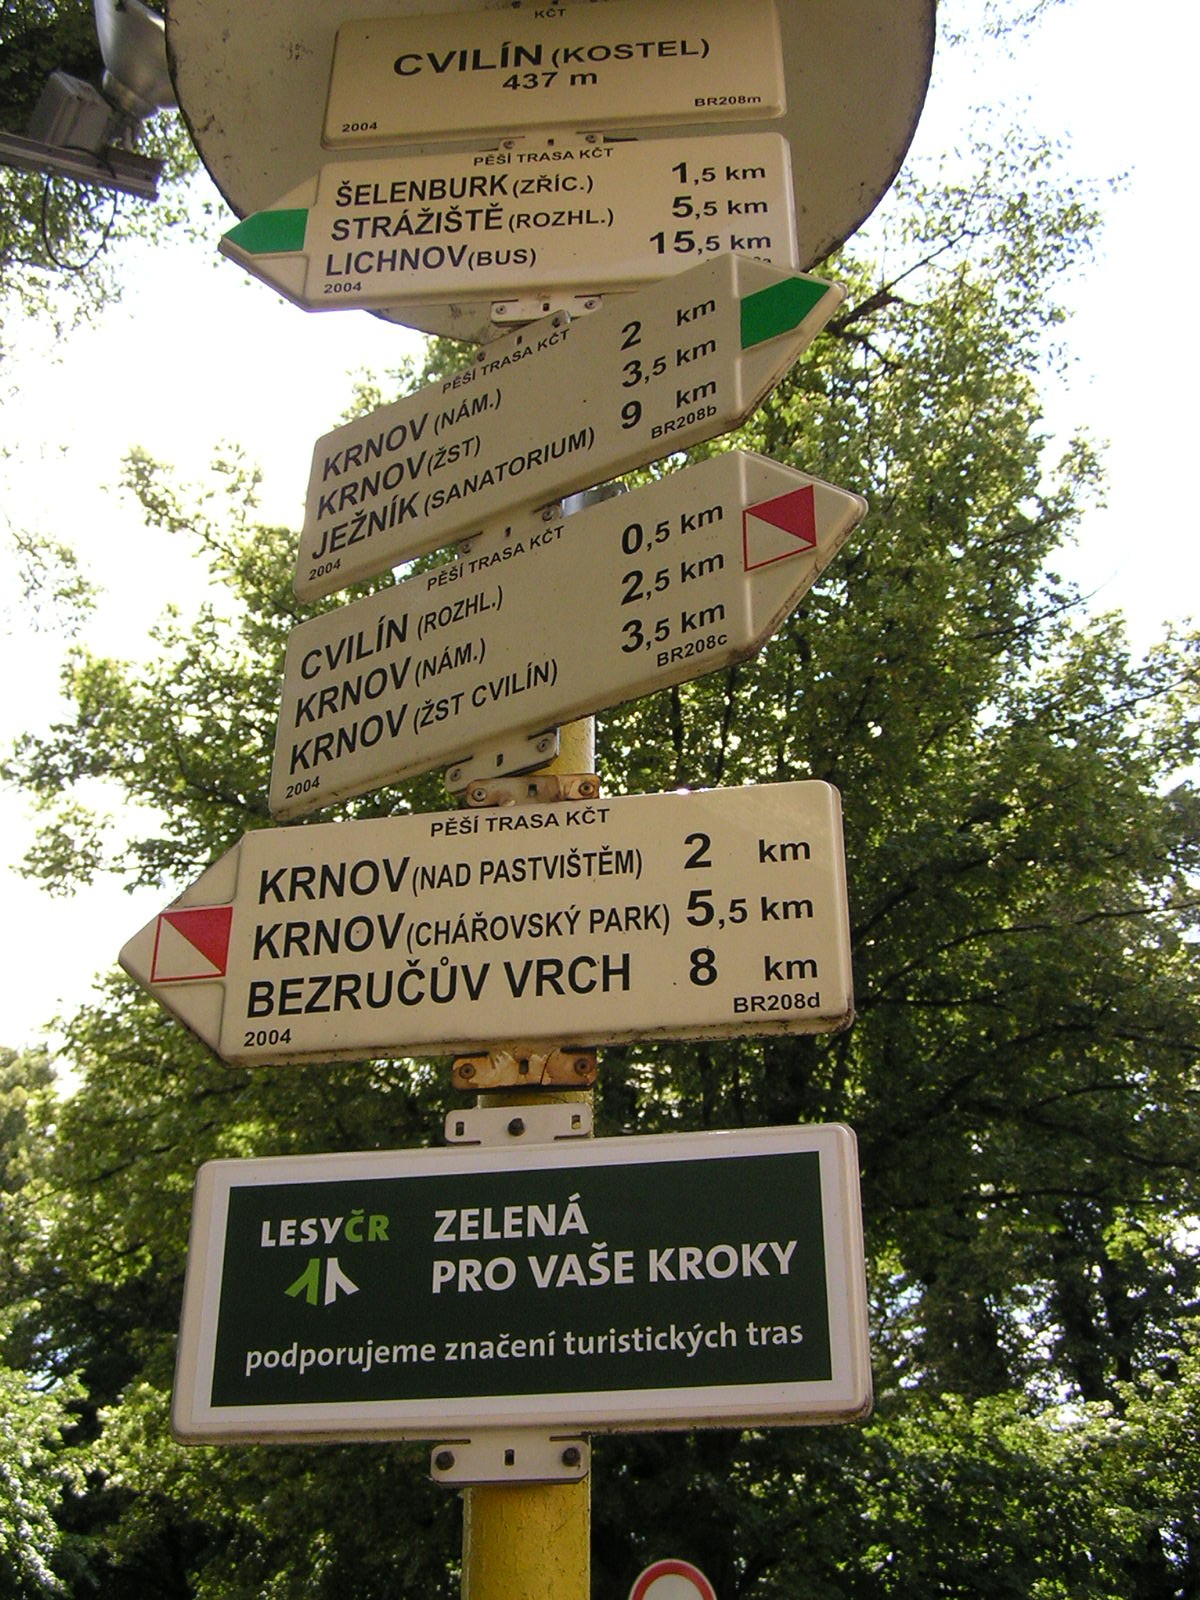 KČT
CVILÍN (KOSTEL)
437 m
2004 BR208m
PĚŠÍ TRASA KČT
ŠELENBURK (ZŘÍC.) 1,5 km
STRÁŽIŠTĚ (ROZHL.) 5,5 km
LICHNOV (BUS) 15,5 km
2004
PĚŠÍ TRASA KČT
KRNOV (NÁM.) 2 km
KRNOV (ŽST) 3,5 km
JEŽNÍK (SANATORIUM) 9 km
2004 BR208b
PĚŠÍ TRASA KČT
CVILÍN (ROZHL.) 0,5 km
KRNOV (NÁM.) 2,5 km
KRNOV (ŽST CVILÍN) 3,5 km
2004 BR208c
PĚŠÍ TRASA KČT
KRNOV (NAD PASTVIŠTĚM) 2 km
KRNOV (CHÁŘOVSKÝ PARK) 5,5 km
BEZRUČŮV VRCH 8 km
2004 BR208d
LESYČR
ZELENÁ
PRO VAŠE KROKY
podporujeme značení turistických tras